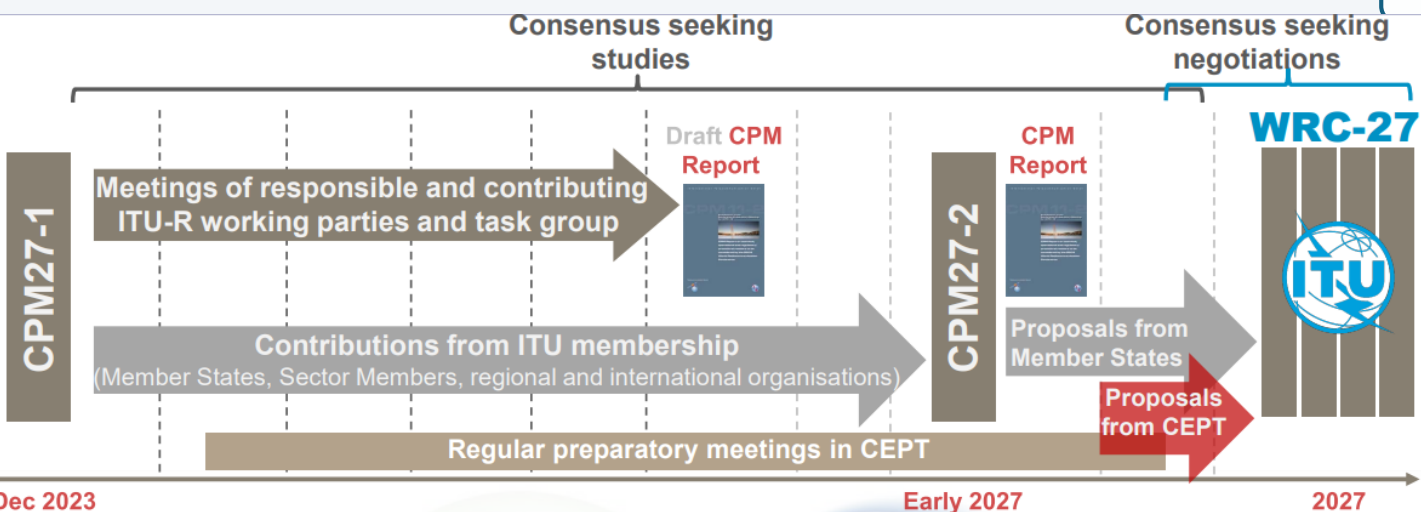 Consensus seeking
studies
Consensus seeking
negotiations
WRC-27
Draft CPM
Report
CPM
Report
CPM27-1
Meetings of responsible and contributing
ITU-R working parties and task group
CPM27-2
ITU
Contributions from ITU membership
(Member States, Sector Members, regional and international organisations)
Proposals from
Member States
Proposals
from CEPT
Regular preparatory meetings in CEPT
Dec 2023
Early 2027
2027